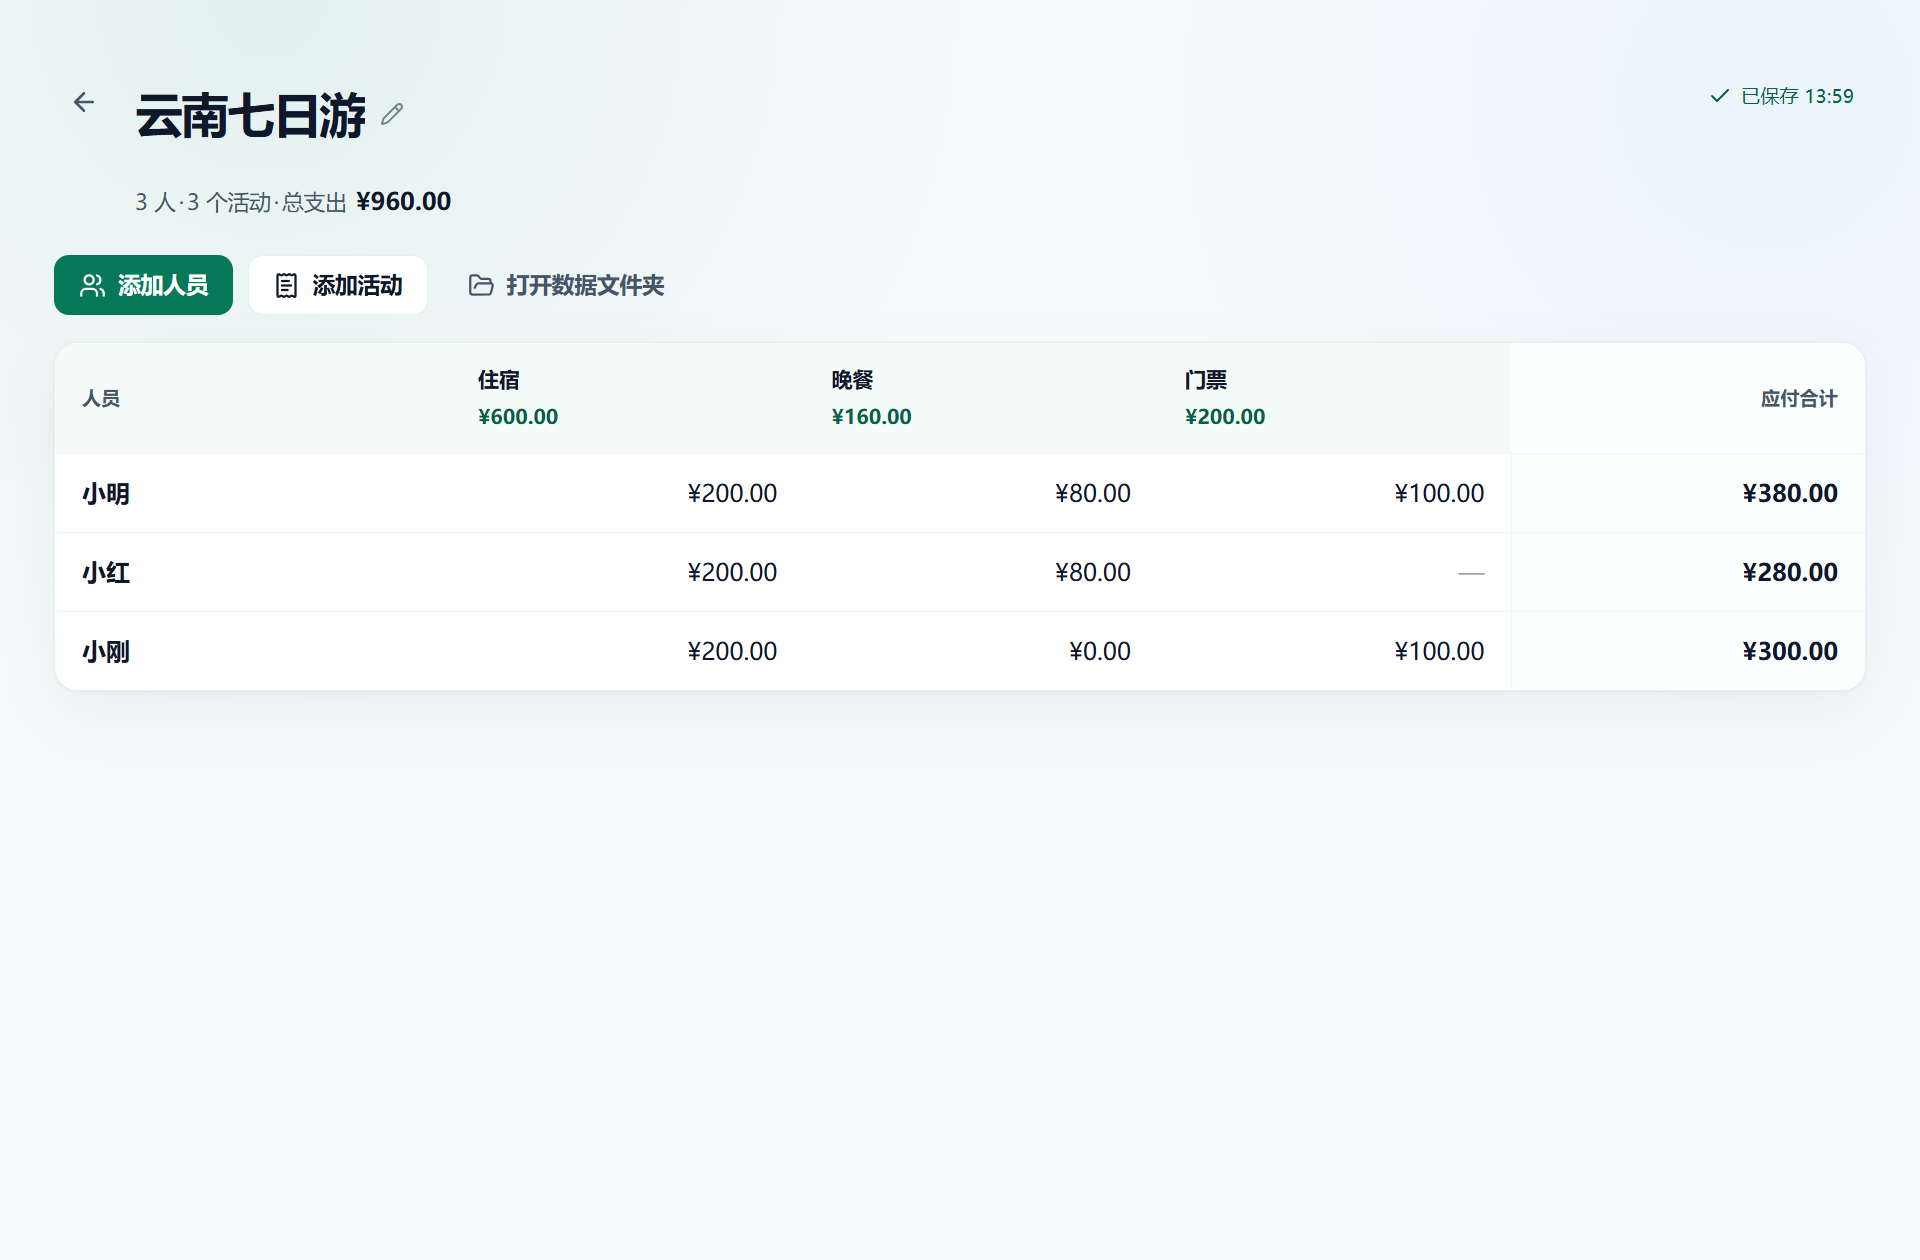 云南七日游
已保存 13:59
3 人·3 个活动·总支出 ¥960.00
添加人员 添加活动 打开数据文件夹
人员 住宿 晚餐 门票 应付合计
¥600.00 ¥160.00 ¥200.00
小明 ¥200.00 ¥80.00 ¥100.00 ¥380.00
小红 ¥200.00 ¥80.00 — ¥280.00
小刚 ¥200.00 ¥0.00 ¥100.00 ¥300.00